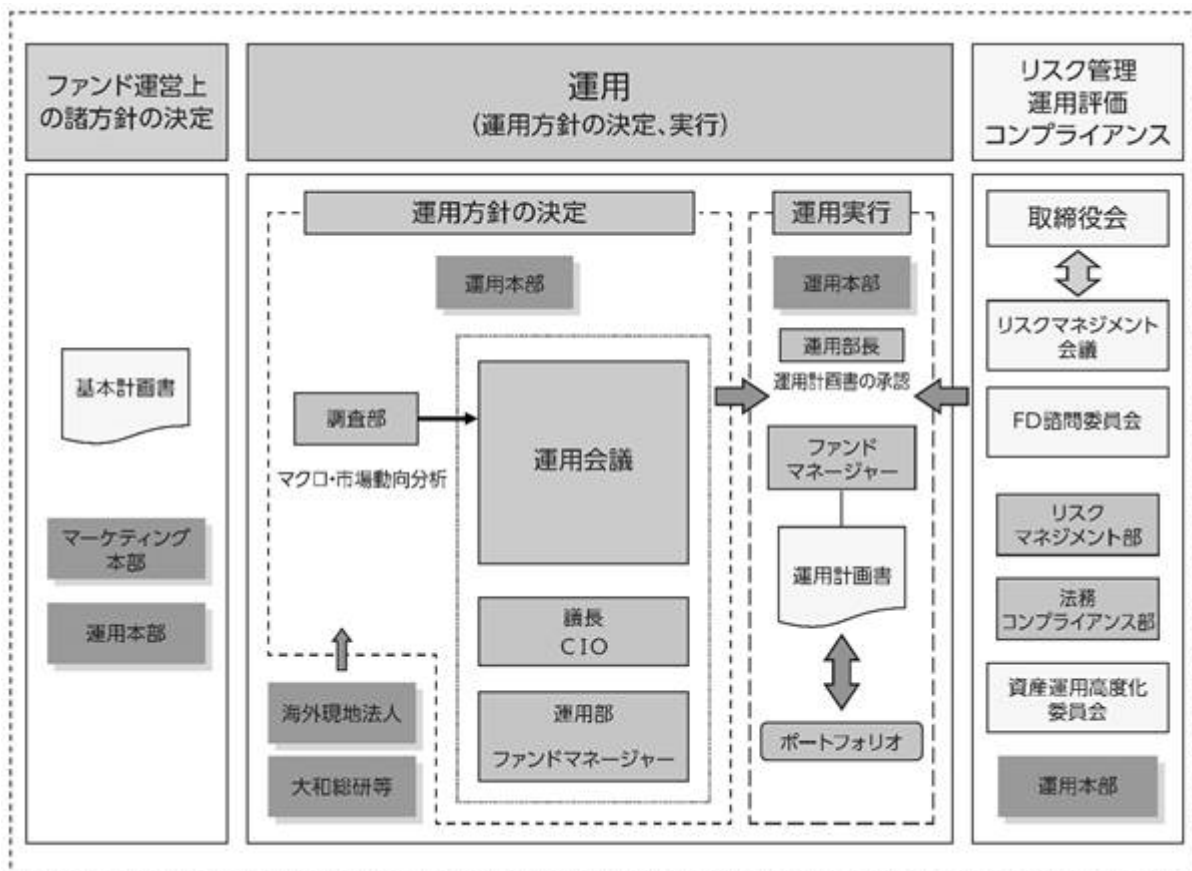 ファンド運営上
の諸方針の決定
運用
(運用方針の決定、実行)
リスク管理
運用評価
コンプライアンス
基本計画書
マーケティング
本部
運用本部
運用方針の決定
運用本部
調査部
マクロ・市場動向分析
運用会議
議長
CIO
運用部
ファンドマネージャー
海外現地法人
大和総研等
運用実行
運用本部
運用部長
運用計画書の承認
ファンド
マネージャー
運用計画書
ポートフォリオ
取締役会
リスクマネジメント
会議
FD諮問委員会
リスク
マネジメント部
法務
コンプライアンス部
資産運用高度化
委員会
運用本部